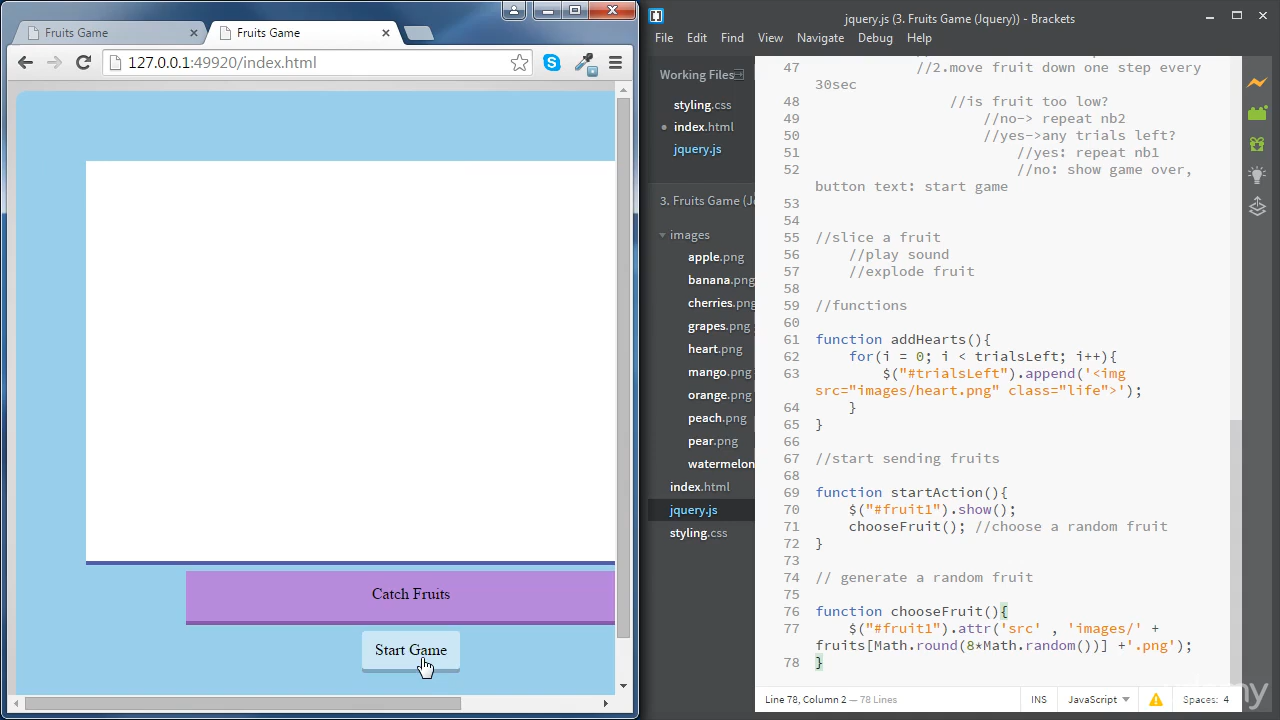 Fruits Game
Fruits Game
127.0.0.1:49920/index.html
Catch Fruits
Start Game
jquery.js (3. Fruits Game (Jquery)) - Brackets
File Edit Find View Navigate Debug Help
Working Files
styling.css
index.html
jquery.js
3. Fruits Game (J
images
apple.png
banana.png
cherries.png
grapes.png
heart.png
mango.png
orange.png
peach.png
pear.png
watermelon
index.html
jquery.js
styling.css
47 //2.move fruit down one step every
30sec
48 //is fruit too low?
49 //no-> repeat nb2
50 //yes->any trials left?
51 //yes: repeat nb1
52 //no: show game over,
button text: start game
53
54
55 //slice a fruit
56 //play sound
57 //explode fruit
58
59 //functions
60
61 function addHearts(){
62 for(i = 0; i < trialsLeft; i++){
63 $("#trialsLeft").append('<img
src="images/heart.png" class="life">');
64 }
65 }
66
67 //start sending fruits
68
69 function startAction(){
70 $("#fruit1").show();
71 chooseFruit(); //choose a random fruit
72 }
73
74 // generate a random fruit
75
76 function chooseFruit(){
77 $("#fruit1").attr('src' , 'images/' +
fruits[Math.round(8*Math.random())] +'.png');
78 }
Line 78, Column 2 — 78 Lines
INS JavaScript Spaces: 4